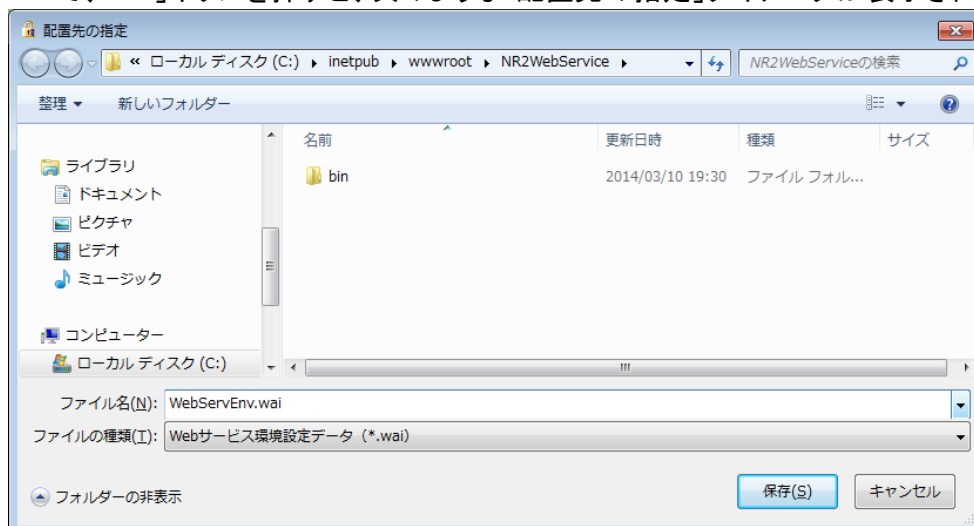 配置先の指定
« ローカル ディスク (C:) ▸ inetpub ▸ wwwroot ▸ NR2WebService ▸
NR2WebServiceの検索
整理 ▼ 新しいフォルダー
名前 更新日時 種類 サイズ
ライブラリ
ドキュメント
ピクチャ
ビデオ
ミュージック
コンピューター
ローカル ディスク (C:)
bin 2014/03/10 19:30 ファイル フォル...
ファイル名(N): WebServEnv.wai
ファイルの種類(T): Webサービス環境設定データ (*.wai)
フォルダーの非表示
保存(S) キャンセル